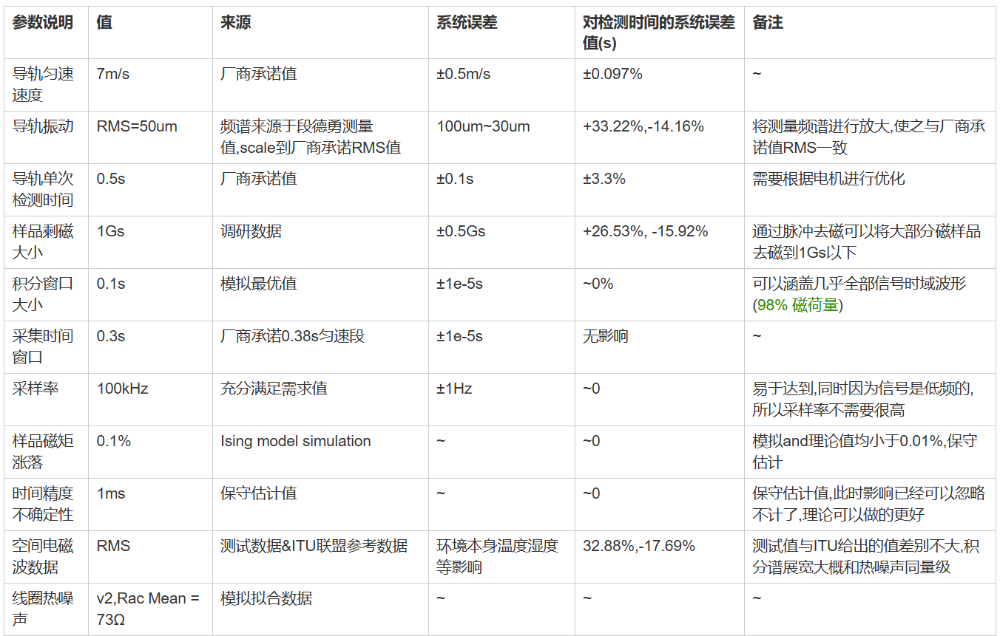 参数说明 值 来源 系统误差 对检测时间的系统误差
值(s) 备注
导轨匀速
速度 7m/s 厂商承诺值 ±0.5m/s ±0.097% ~
导轨振动 RMS=50um 频谱来源于段德勇测量
值,scale到厂商承诺RMS值 100um~30um +33.22%,-14.16% 将测量频谱进行放大,使之与厂商承
诺值RMS一致
导轨单次
检测时间 0.5s 厂商承诺值 ±0.1s ±3.3% 需要根据电机进行优化
样品剩磁
大小 1Gs 调研数据 ±0.5Gs +26.53%, -15.92% 通过脉冲去磁可以将大部分磁样品
去磁到1Gs以下
积分窗口
大小 0.1s 模拟最优值 ±1e-5s ~0% 可以涵盖几乎全部信号时域波形
(98% 磁荷量)
采集时间
窗口 0.3s 厂商承诺0.38s匀速段 ±1e-5s 无影响 ~
采样率 100kHz 充分满足需求值 ±1Hz ~0 易于达到,同时因为信号是低频的,
所以采样率不需要很高
样品磁矩
涨落 0.1% Ising model simulation ~ ~0 模拟and理论值均小于0.01%,保守
估计
时间精度
不确定性 1ms 保守估计值 ~ ~0 保守估计值,此时影响已经可以忽略
不计了,理论可以做的更好
空间电磁
波数据 RMS 测试数据&ITU联盟参考数据 环境本身温度湿度
等影响 32.88%,-17.69% 测试值与ITU给出的值差别不大,积
分谱展宽大概和热噪声同量级
线圈热噪
声 v2,Rac Mean =
73Ω 模拟拟合数据 ~ ~ ~